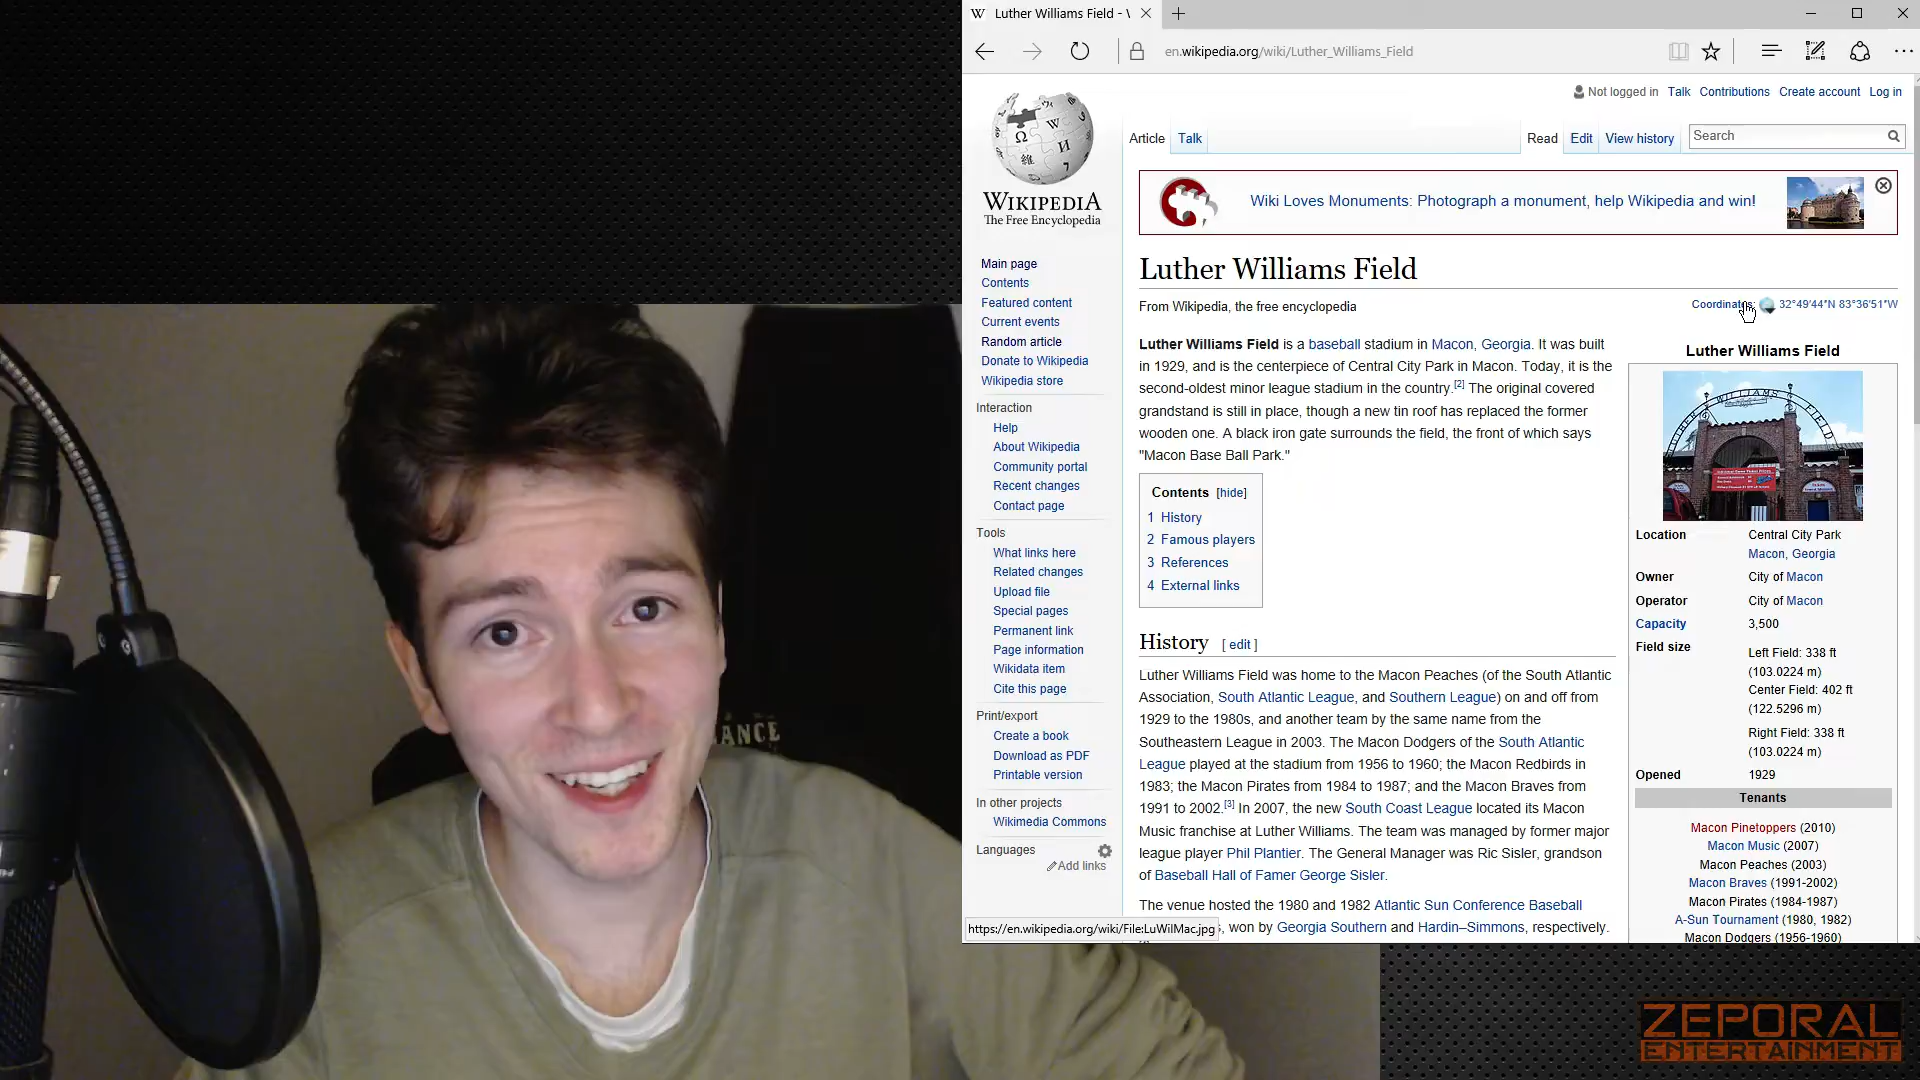 Luther Williams Field - W
en.wikipedia.org/wiki/Luther_Williams_Field
Not logged in Talk Contributions Create account Log in
Article Talk
Read Edit View history Search
WIKIPEDIA
The Free Encyclopedia
Wiki Loves Monuments: Photograph a monument, help Wikipedia and win!
Main page
Contents
Featured content
Current events
Random article
Donate to Wikipedia
Wikipedia store
Interaction
Help
About Wikipedia
Community portal
Recent changes
Contact page
Tools
What links here
Related changes
Upload file
Special pages
Permanent link
Page information
Wikidata item
Cite this page
Print/export
Create a book
Download as PDF
Printable version
In other projects
Wikimedia Commons
Languages
Add links
Luther Williams Field
From Wikipedia, the free encyclopedia
Coordinates: 32°49′44″N 83°36′51″W
Luther Williams Field is a baseball stadium in Macon, Georgia. It was built
in 1929, and is the centerpiece of Central City Park in Macon. Today, it is the
second-oldest minor league stadium in the country.[2] The original covered
grandstand is still in place, though a new tin roof has replaced the former
wooden one. A black iron gate surrounds the field, the front of which says
"Macon Base Ball Park."
Contents [hide]
1 History
2 Famous players
3 References
4 External links
History [ edit ]
Luther Williams Field was home to the Macon Peaches (of the South Atlantic
Association, South Atlantic League, and Southern League) on and off from
1929 to the 1980s, and another team by the same name from the
Southeastern League in 2003. The Macon Dodgers of the South Atlantic
League played at the stadium from 1956 to 1960; the Macon Redbirds in
1983; the Macon Pirates from 1984 to 1987; and the Macon Braves from
1991 to 2002.[3] In 2007, the new South Coast League located its Macon
Music franchise at Luther Williams. The team was managed by former major
league player Phil Plantier. The General Manager was Ric Sisler, grandson
of Baseball Hall of Famer George Sisler.
The venue hosted the 1980 and 1982 Atlantic Sun Conference Baseball
, won by Georgia Southern and Hardin–Simmons, respectively.
https://en.wikipedia.org/wiki/File:LuWilMac.jpg
Luther Williams Field
LUTHER WILLIAMS FIELD
Location Central City Park
Macon, Georgia
Owner City of Macon
Operator City of Macon
Capacity 3,500
Field size Left Field: 338 ft
(103.0224 m)
Center Field: 402 ft
(122.5296 m)
Right Field: 338 ft
(103.0224 m)
Opened 1929
Tenants
Macon Pinetoppers (2010)
Macon Music (2007)
Macon Peaches (2003)
Macon Braves (1991-2002)
Macon Pirates (1984-1987)
A-Sun Tournament (1980, 1982)
Macon Dodgers (1956-1960)
ANCE
ZEPORAL
ENTERTAINMENT